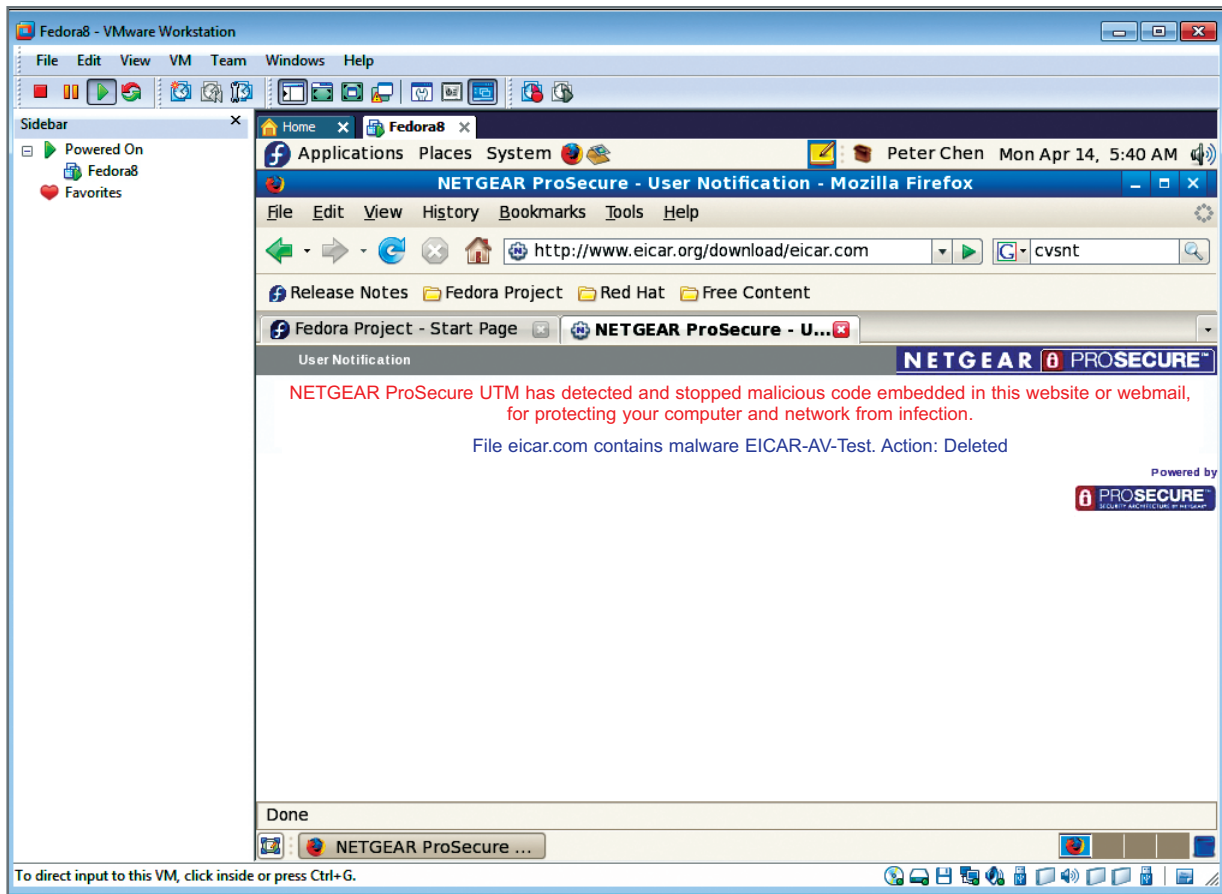 Fedora8 - VMware Workstation
File Edit View VM Team Windows Help
Sidebar
Powered On
Fedora8
Favorites
Home Fedora8
Applications Places System Peter Chen Mon Apr 14, 5:40 AM
NETGEAR ProSecure - User Notification - Mozilla Firefox
File Edit View History Bookmarks Tools Help
http://www.eicar.org/download/eicar.com G cvsnt
Release Notes Fedora Project Red Hat Free Content
Fedora Project - Start Page NETGEAR ProSecure - U...
User Notification NETGEAR PROSECURE™
NETGEAR ProSecure UTM has detected and stopped malicious code embedded in this website or webmail,
for protecting your computer and network from infection.
File eicar.com contains malware EICAR-AV-Test. Action: Deleted
Powered by
PROSECURE™
SECURITY ARCHITECTURE BY NETGEAR
Done
NETGEAR ProSecure ...
To direct input to this VM, click inside or press Ctrl+G.